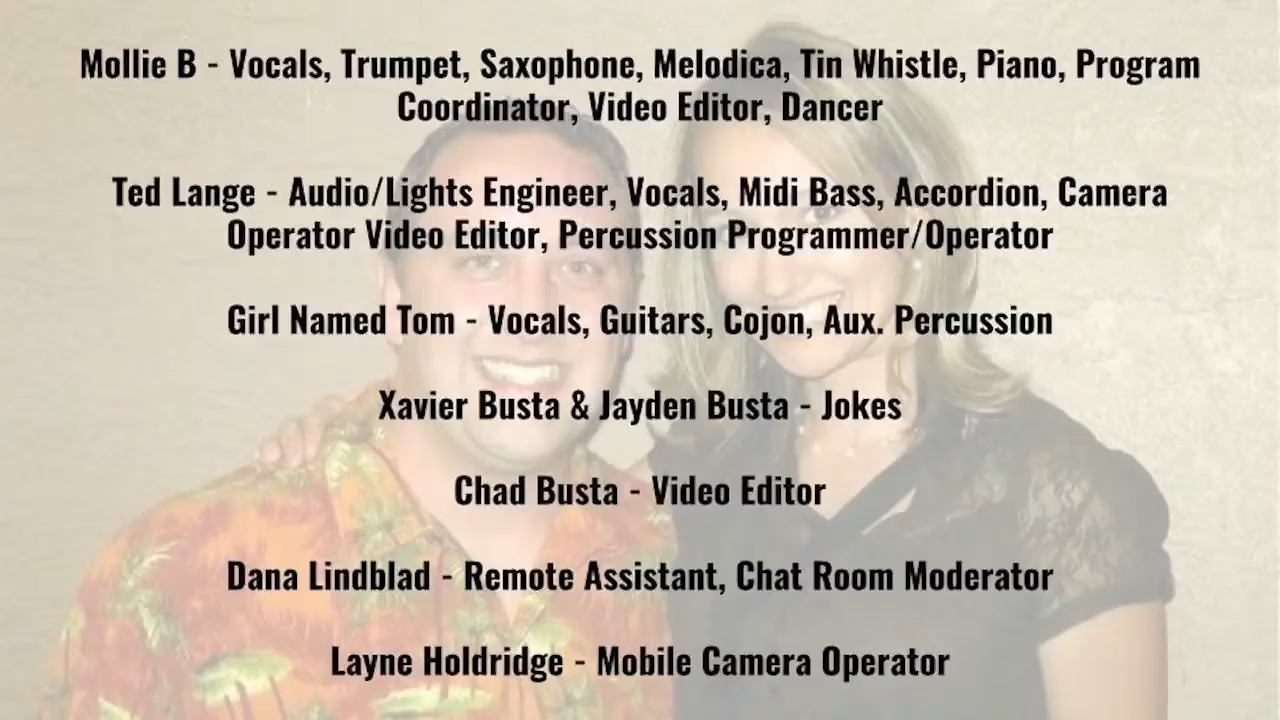 Mollie B - Vocals, Trumpet, Saxophone, Melodica, Tin Whistle, Piano, Program
Coordinator, Video Editor, Dancer
Ted Lange - Audio/Lights Engineer, Vocals, Midi Bass, Accordion, Camera
Operator Video Editor, Percussion Programmer/Operator
Girl Named Tom - Vocals, Guitars, Cojon, Aux. Percussion
Xavier Busta & Jayden Busta - Jokes
Chad Busta - Video Editor
Dana Lindblad - Remote Assistant, Chat Room Moderator
Layne Holdridge - Mobile Camera Operator